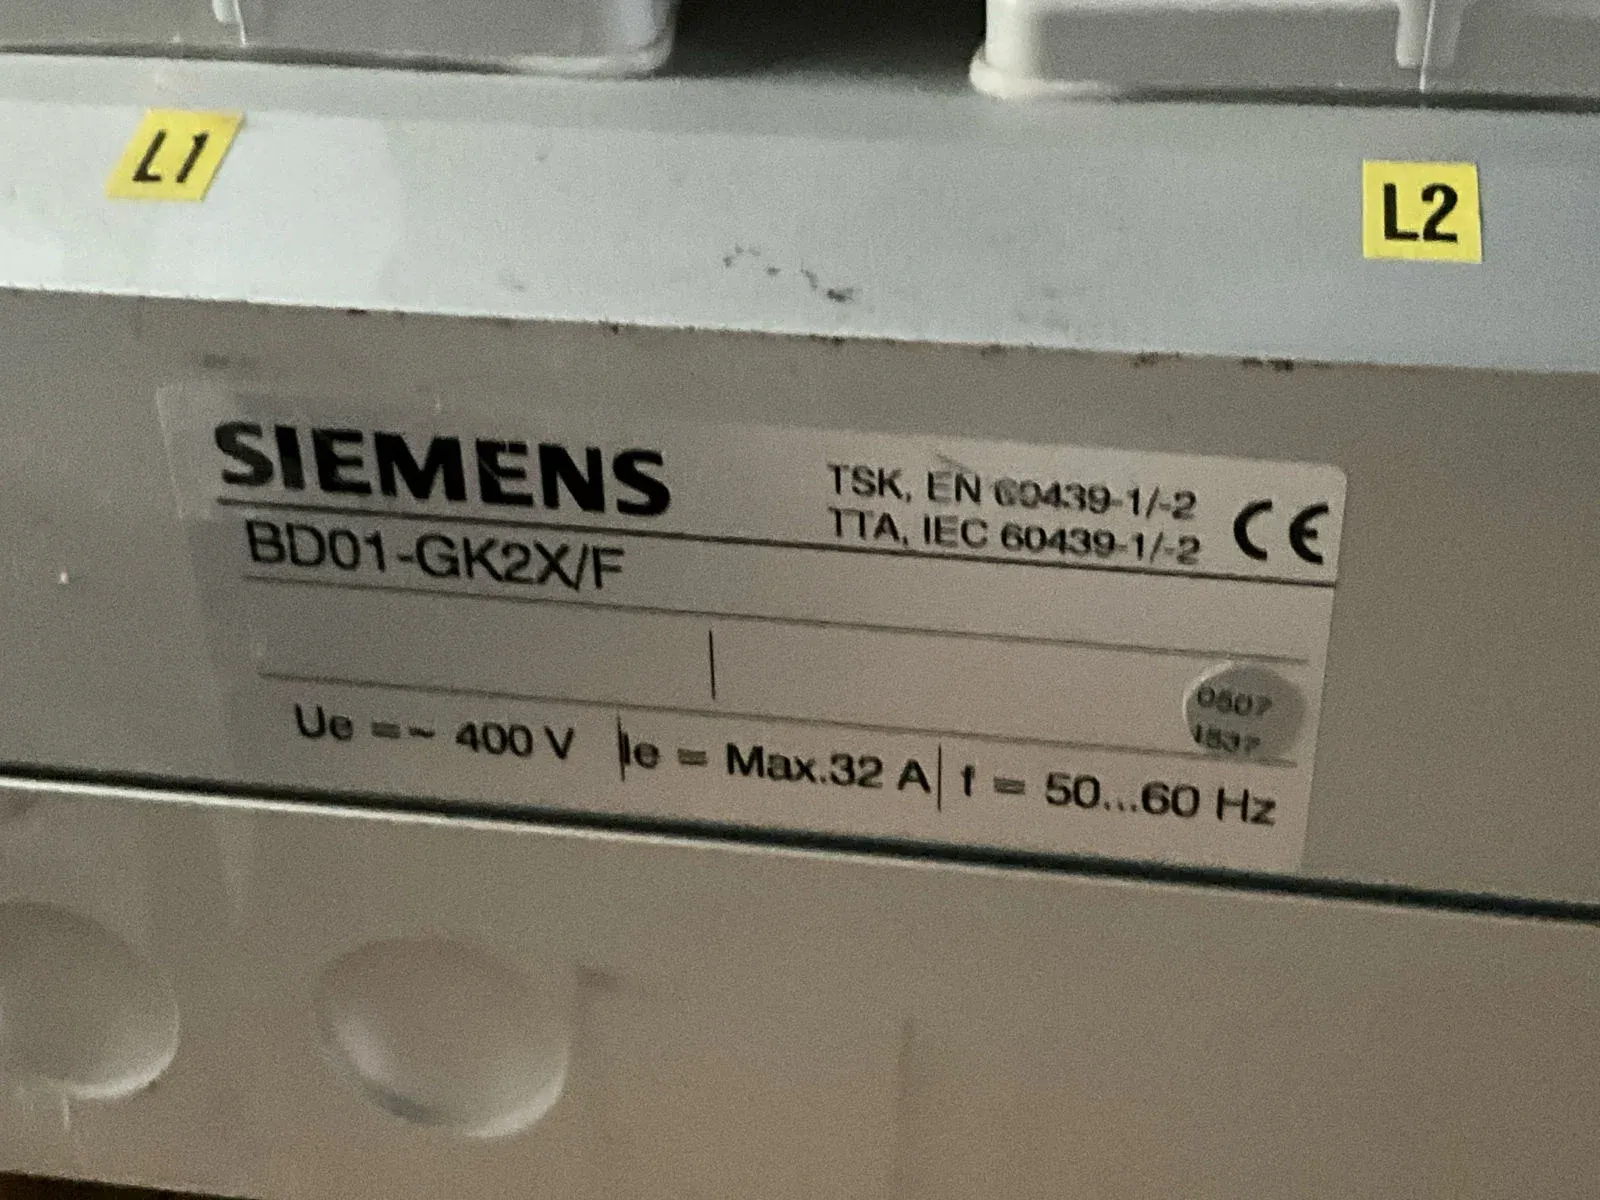 L1
L2
SIEMENS
TSK, EN 60439-1/-2
TTA, IEC 60439-1/-2
CE
BD01-GK2X/F
Ue =~ 400 V
Ie = Max.32 A
f = 50...60 Hz